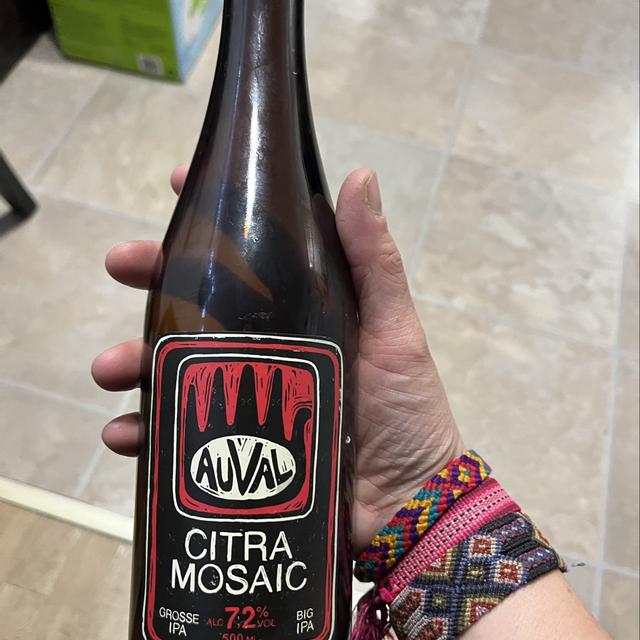 AUVAL
CITRA
MOSAIC
GROSSE IPA
ALC 7.2% VOL
BIG IPA
500 ML